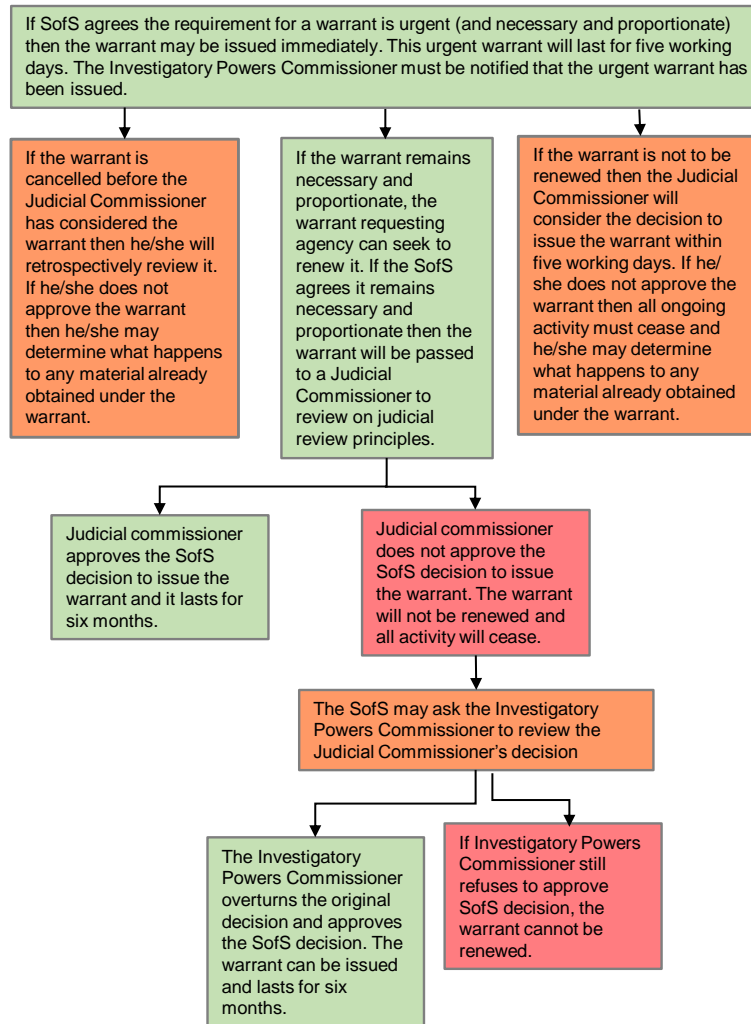 If SofS agrees the requirement for a warrant is urgent (and necessary and proportionate)
then the warrant may be issued immediately. This urgent warrant will last for five working
days. The Investigatory Powers Commissioner must be notified that the urgent warrant has
been issued.
If the warrant is
cancelled before the
Judicial Commissioner
has considered the
warrant then he/she will
retrospectively review it.
If he/she does not
approve the warrant
then he/she may
determine what happens
to any material already
obtained under the
warrant.
If the warrant remains
necessary and
proportionate, the
warrant requesting
agency can seek to
renew it. If the SofS
agrees it remains
necessary and
proportionate then the
warrant will be passed
to a Judicial
Commissioner to
review on judicial
review principles.
If the warrant is not to be
renewed then the Judicial
Commissioner will
consider the decision to
issue the warrant within
five working days. If he/
she does not approve the
warrant then all ongoing
activity must cease and
he/she may determine
what happens to any
material already obtained
under the warrant.
Judicial commissioner
approves the SofS
decision to issue the
warrant and it lasts for
six months.
Judicial commissioner
does not approve the
SofS decision to issue
the warrant. The warrant
will not be renewed and
all activity will cease.
The SofS may ask the Investigatory
Powers Commissioner to review the
Judicial Commissioner’s decision
The Investigatory
Powers Commissioner
overturns the original
decision and approves
the SofS decision. The
warrant can be issued
and lasts for six
months.
If Investigatory Powers
Commissioner still
refuses to approve
SofS decision, the
warrant cannot be
renewed.